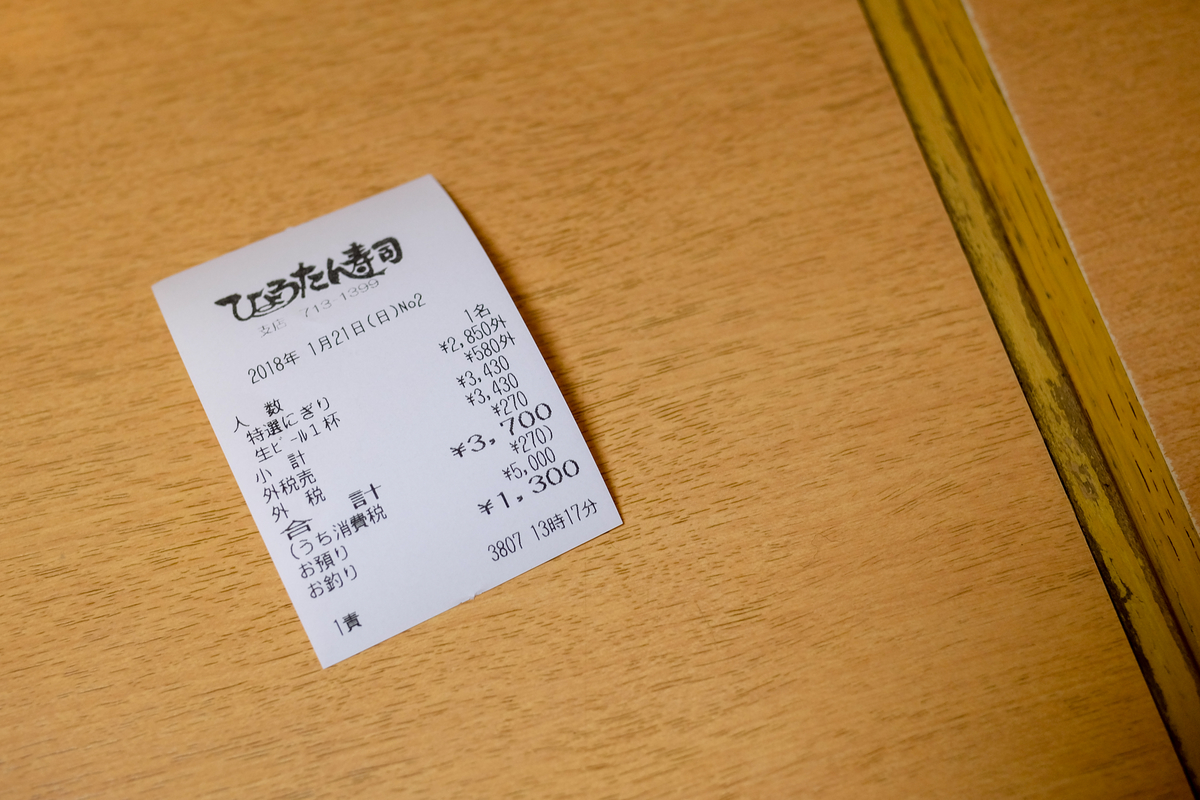 ひょうたん寿司
支店 713-1399
2018年 1月21日(日)No2
人 数 1名
特選にぎり ¥2,850外
生ビール1杯 ¥580外
小 計 ¥3,430
外税売 ¥3,430
外 税 ¥270
合 計 ¥3,700
(うち消費税 ¥270)
お預り ¥5,000
お釣り ¥1,300
1責 3807 13時17分